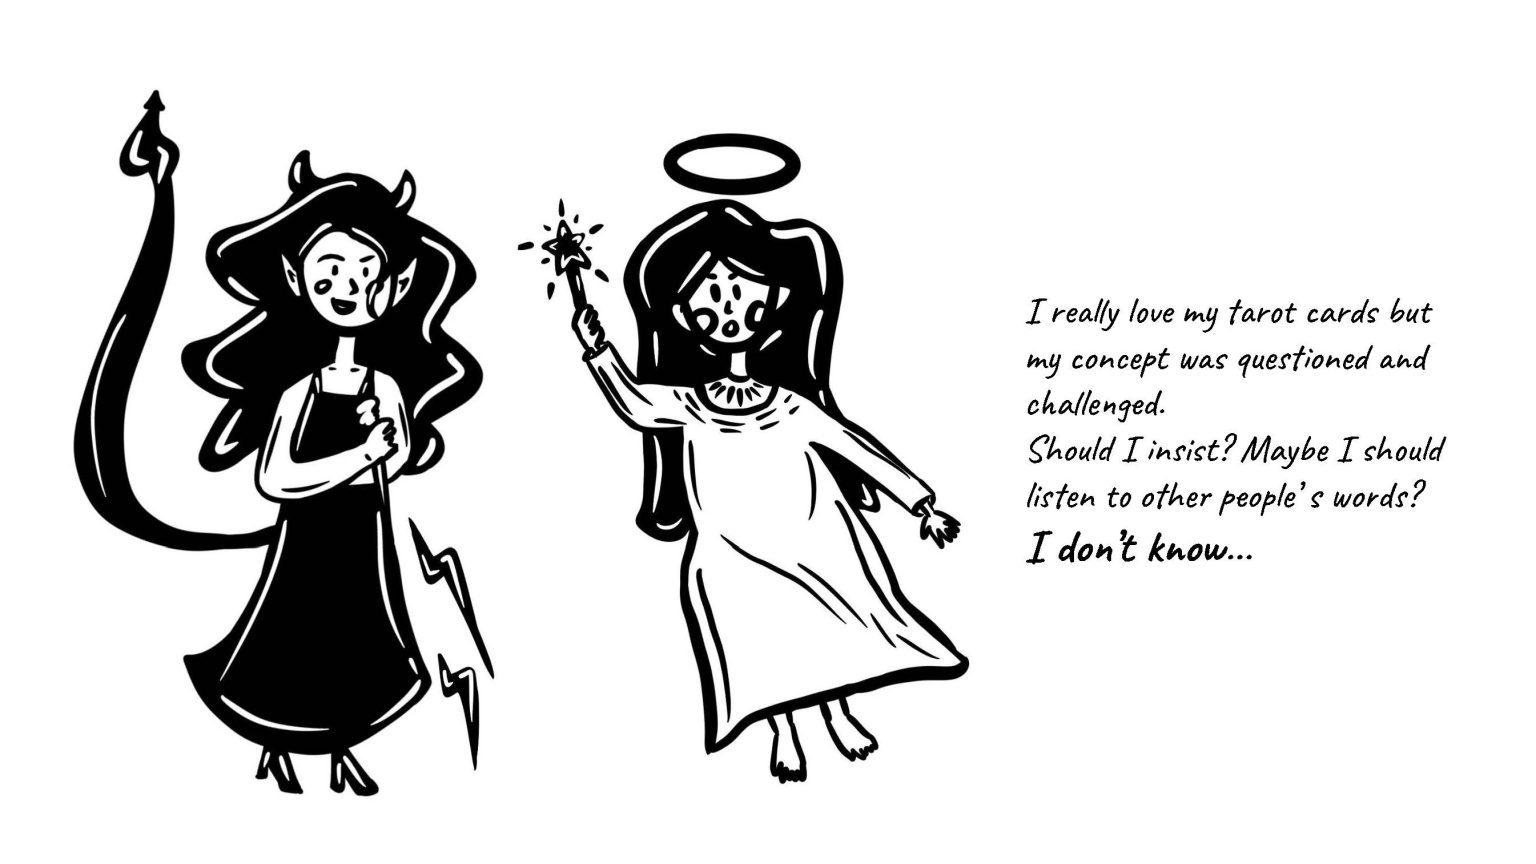 I really love my tarot cards but
my concept was questioned and
challenged.
Should I insist? Maybe I should
listen to other people’s words?
I don’t know...